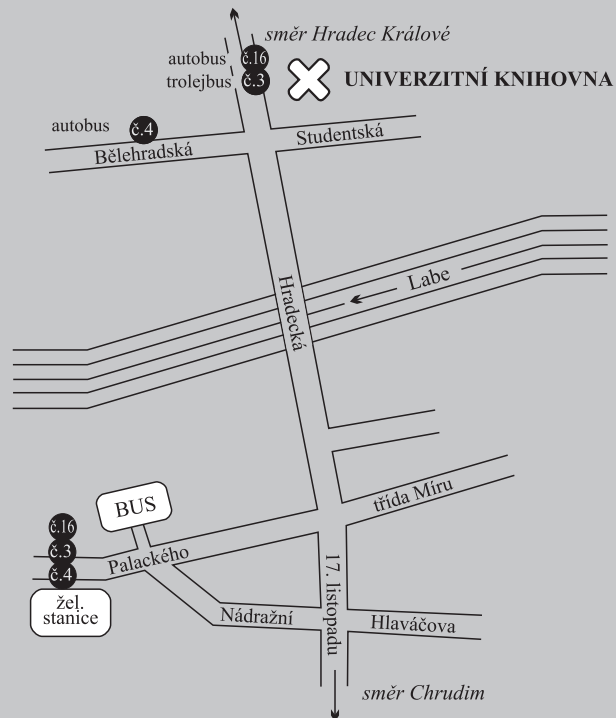 směr Hradec Králové
autobus č.16
trolejbus č.3
UNIVERZITNÍ KNIHOVNA
autobus č.4
Studentská
Bělehradská
Hradecká
Labe
třída Míru
BUS
č.16
č.3
č.4
Palackého
17. listopadu
žel.
stanice
Nádražní
Hlaváčova
směr Chrudim